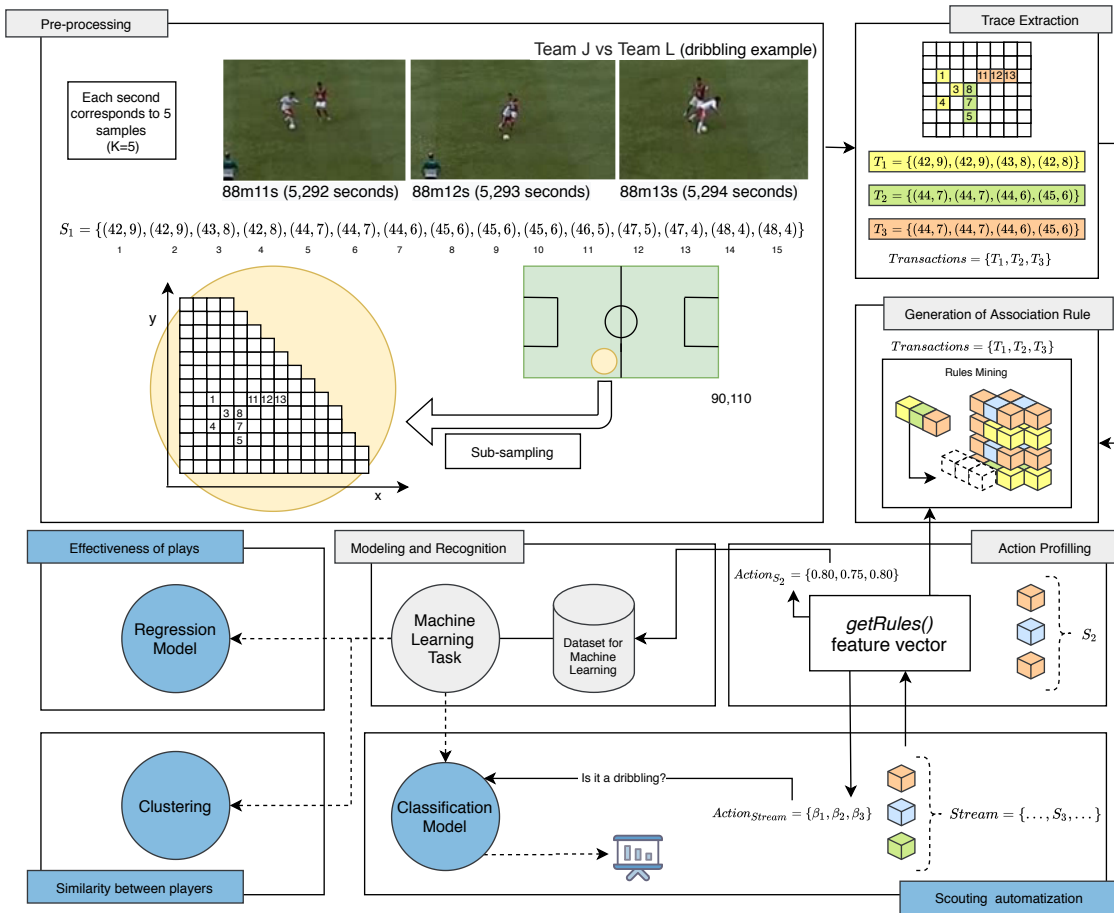 Pre-processing
Team J vs Team L (dribbling example)
Each second
corresponds to 5
samples
(K=5)
88m11s (5,292 seconds)
88m12s (5,293 seconds)
88m13s (5,294 seconds)
S₁ = {(42, 9), (42, 9), (43, 8), (42, 8), (44, 7), (44, 7), (44, 6), (45, 6), (45, 6), (45, 6), (46, 5), (47, 5), (47, 4), (48, 4), (48, 4)}
1 2 3 4 5 6 7 8 9 10 11 12 13 14 15
y
1 11 12 13
3 8
4 7
5
x
90,110
Sub-sampling
Trace Extraction
1 11 12 13
3 8
4 7
5
T₁ = {(42, 9), (42, 9), (43, 8), (42, 8)}
T₂ = {(44, 7), (44, 7), (44, 6), (45, 6)}
T₃ = {(44, 7), (44, 7), (44, 6), (45, 6)}
Transactions = {T₁, T₂, T₃}
Generation of Association Rule
Transactions = {T₁, T₂, T₃}
Rules Mining
Effectiveness of plays
Regression
Model
Modeling and Recognition
Machine
Learning
Task
Dataset for
Machine
Learning
Action Profilling
Action_S₂ = {0.80, 0.75, 0.80}
getRules()
feature vector
S₂
Clustering
Similarity between players
Classification
Model
Is it a dribbling?
Action_Stream = {β₁, β₂, β₃}
Stream = {..., S₃, ...}
Scouting automatization